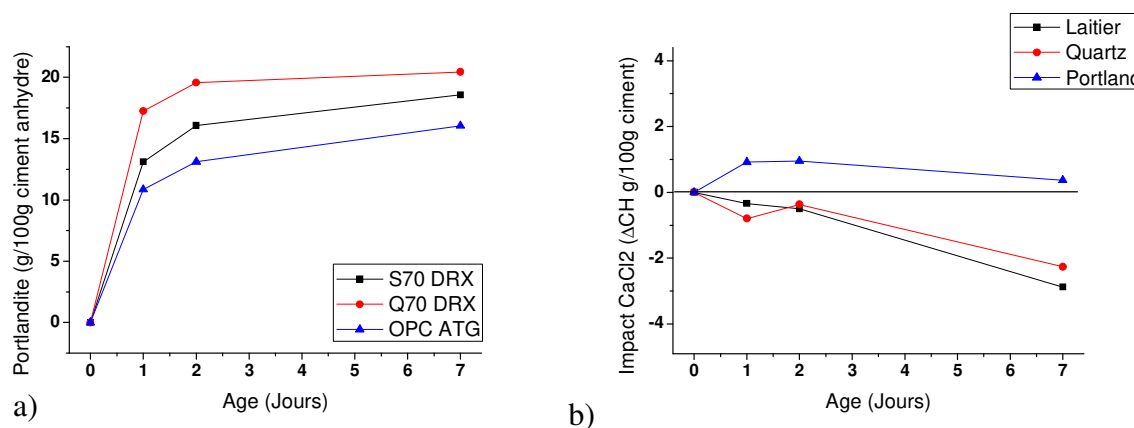 Portlandite (g/100g ciment anhydre)
20
15
10
5
0
S70 DRX
Q70 DRX
OPC ATG
0 1 2 3 4 5 6 7
Age (Jours)
a)
Laitier
Quartz
Portland
Impact CaCl2 (ΔCH g/100g ciment)
4
2
0
-2
-4
0 1 2 3 4 5 6 7
Age (Jours)
b)